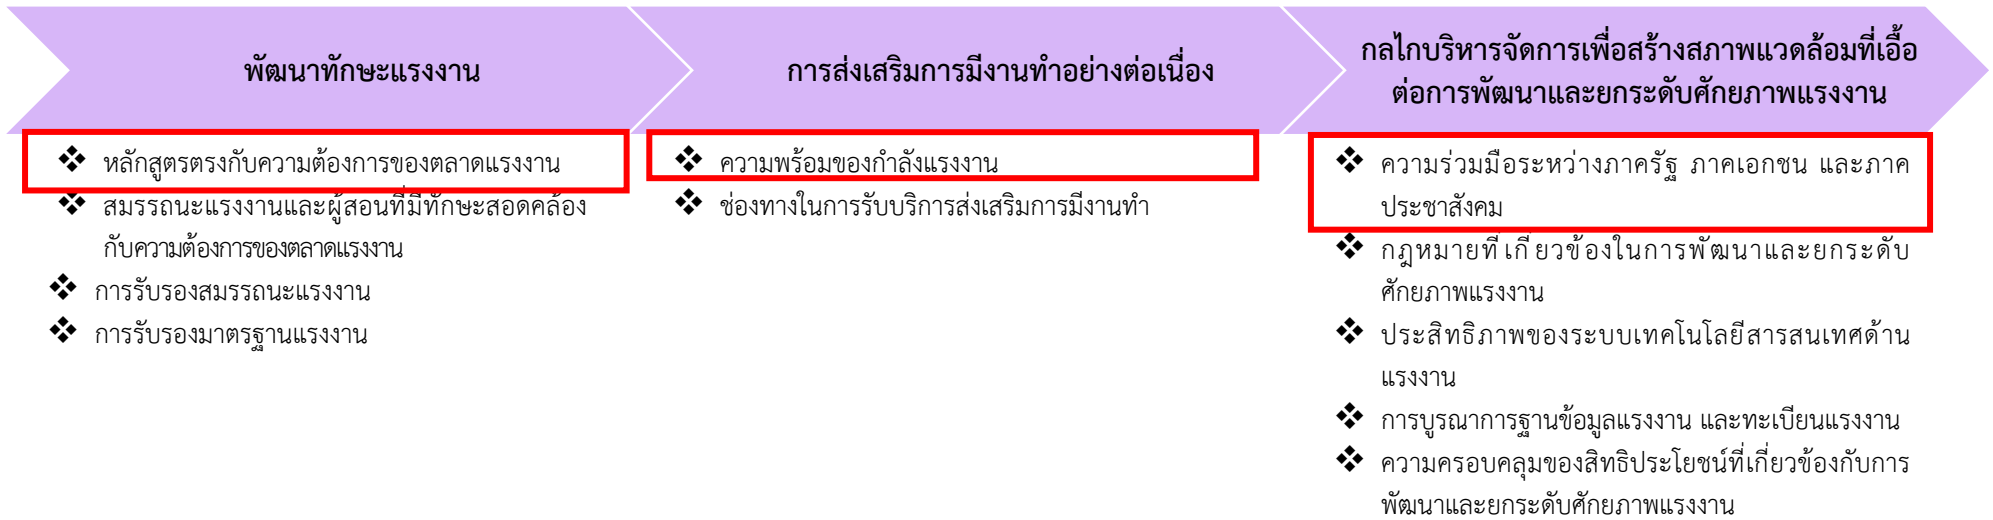 พัฒนาทักษะแรงงาน
❖ หลักสูตรตรงกับความต้องการของตลาดแรงงาน
❖ สมรรถนะแรงงานและผู้สอนที่มีทักษะสอดคล้อง
กับความต้องการของตลาดแรงงาน
❖ การรับรองสมรรถนะแรงงาน
❖ การรับรองมาตรฐานแรงงาน
การส่งเสริมการมีงานทำอย่างต่อเนื่อง
❖ ความพร้อมของกำลังแรงงาน
❖ ช่องทางในการรับบริการส่งเสริมการมีงานทำ
กลไกบริหารจัดการเพื่อสร้างสภาพแวดล้อมที่เอื้อ
ต่อการพัฒนาและยกระดับศักยภาพแรงงาน
❖ ความร่วมมือระหว่างภาครัฐ ภาคเอกชน และภาค
ประชาสังคม
❖ กฎหมายที่เกี่ยวข้องในการพัฒนาและยกระดับ
ศักยภาพแรงงาน
❖ ประสิทธิภาพของระบบเทคโนโลยีสารสนเทศด้าน
แรงงาน
❖ การบูรณาการฐานข้อมูลแรงงาน และทะเบียนแรงงาน
❖ ความครอบคลุมของสิทธิประโยชน์ที่เกี่ยวข้องกับการ
พัฒนาและยกระดับศักยภาพแรงงาน